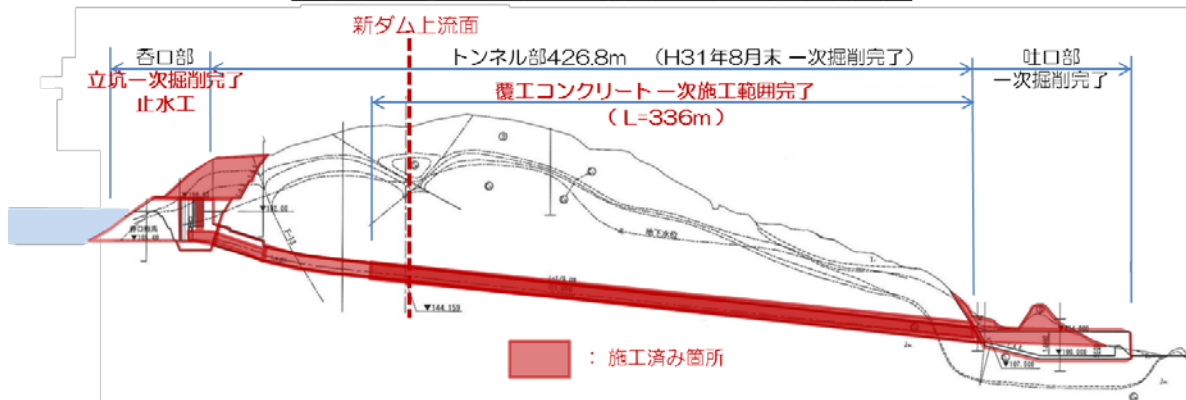 新ダム上流面
呑口部
立坑一次掘削完了
止水工
トンネル部426.8m （H31年8月末 一次掘削完了）
吐口部
一次掘削完了
覆工コンクリート一次施工範囲完了
（L=336m）
F-13
地下水位
▼144.150
： 施工済み箇所